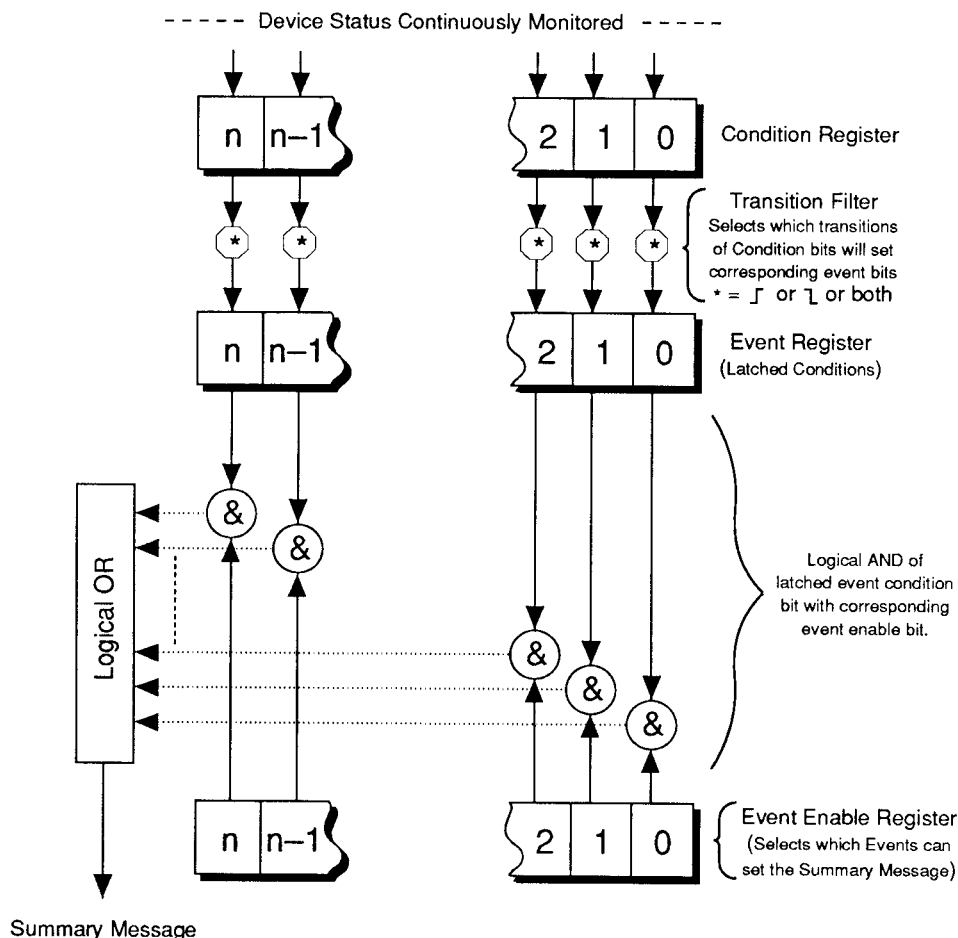 Device Status Continuously Monitored
n n–1 2 1 0
Condition Register
Transition Filter
Selects which transitions
of Condition bits will set
corresponding event bits
* * * * *
* = or or both
n n–1 2 1 0
Event Register
(Latched Conditions)
&
&
Logical OR
Logical AND of
latched event condition
bit with corresponding
event enable bit.
&
&
&
n n–1 2 1 0
Event Enable Register
(Selects which Events can
set the Summary Message)
Summary Message